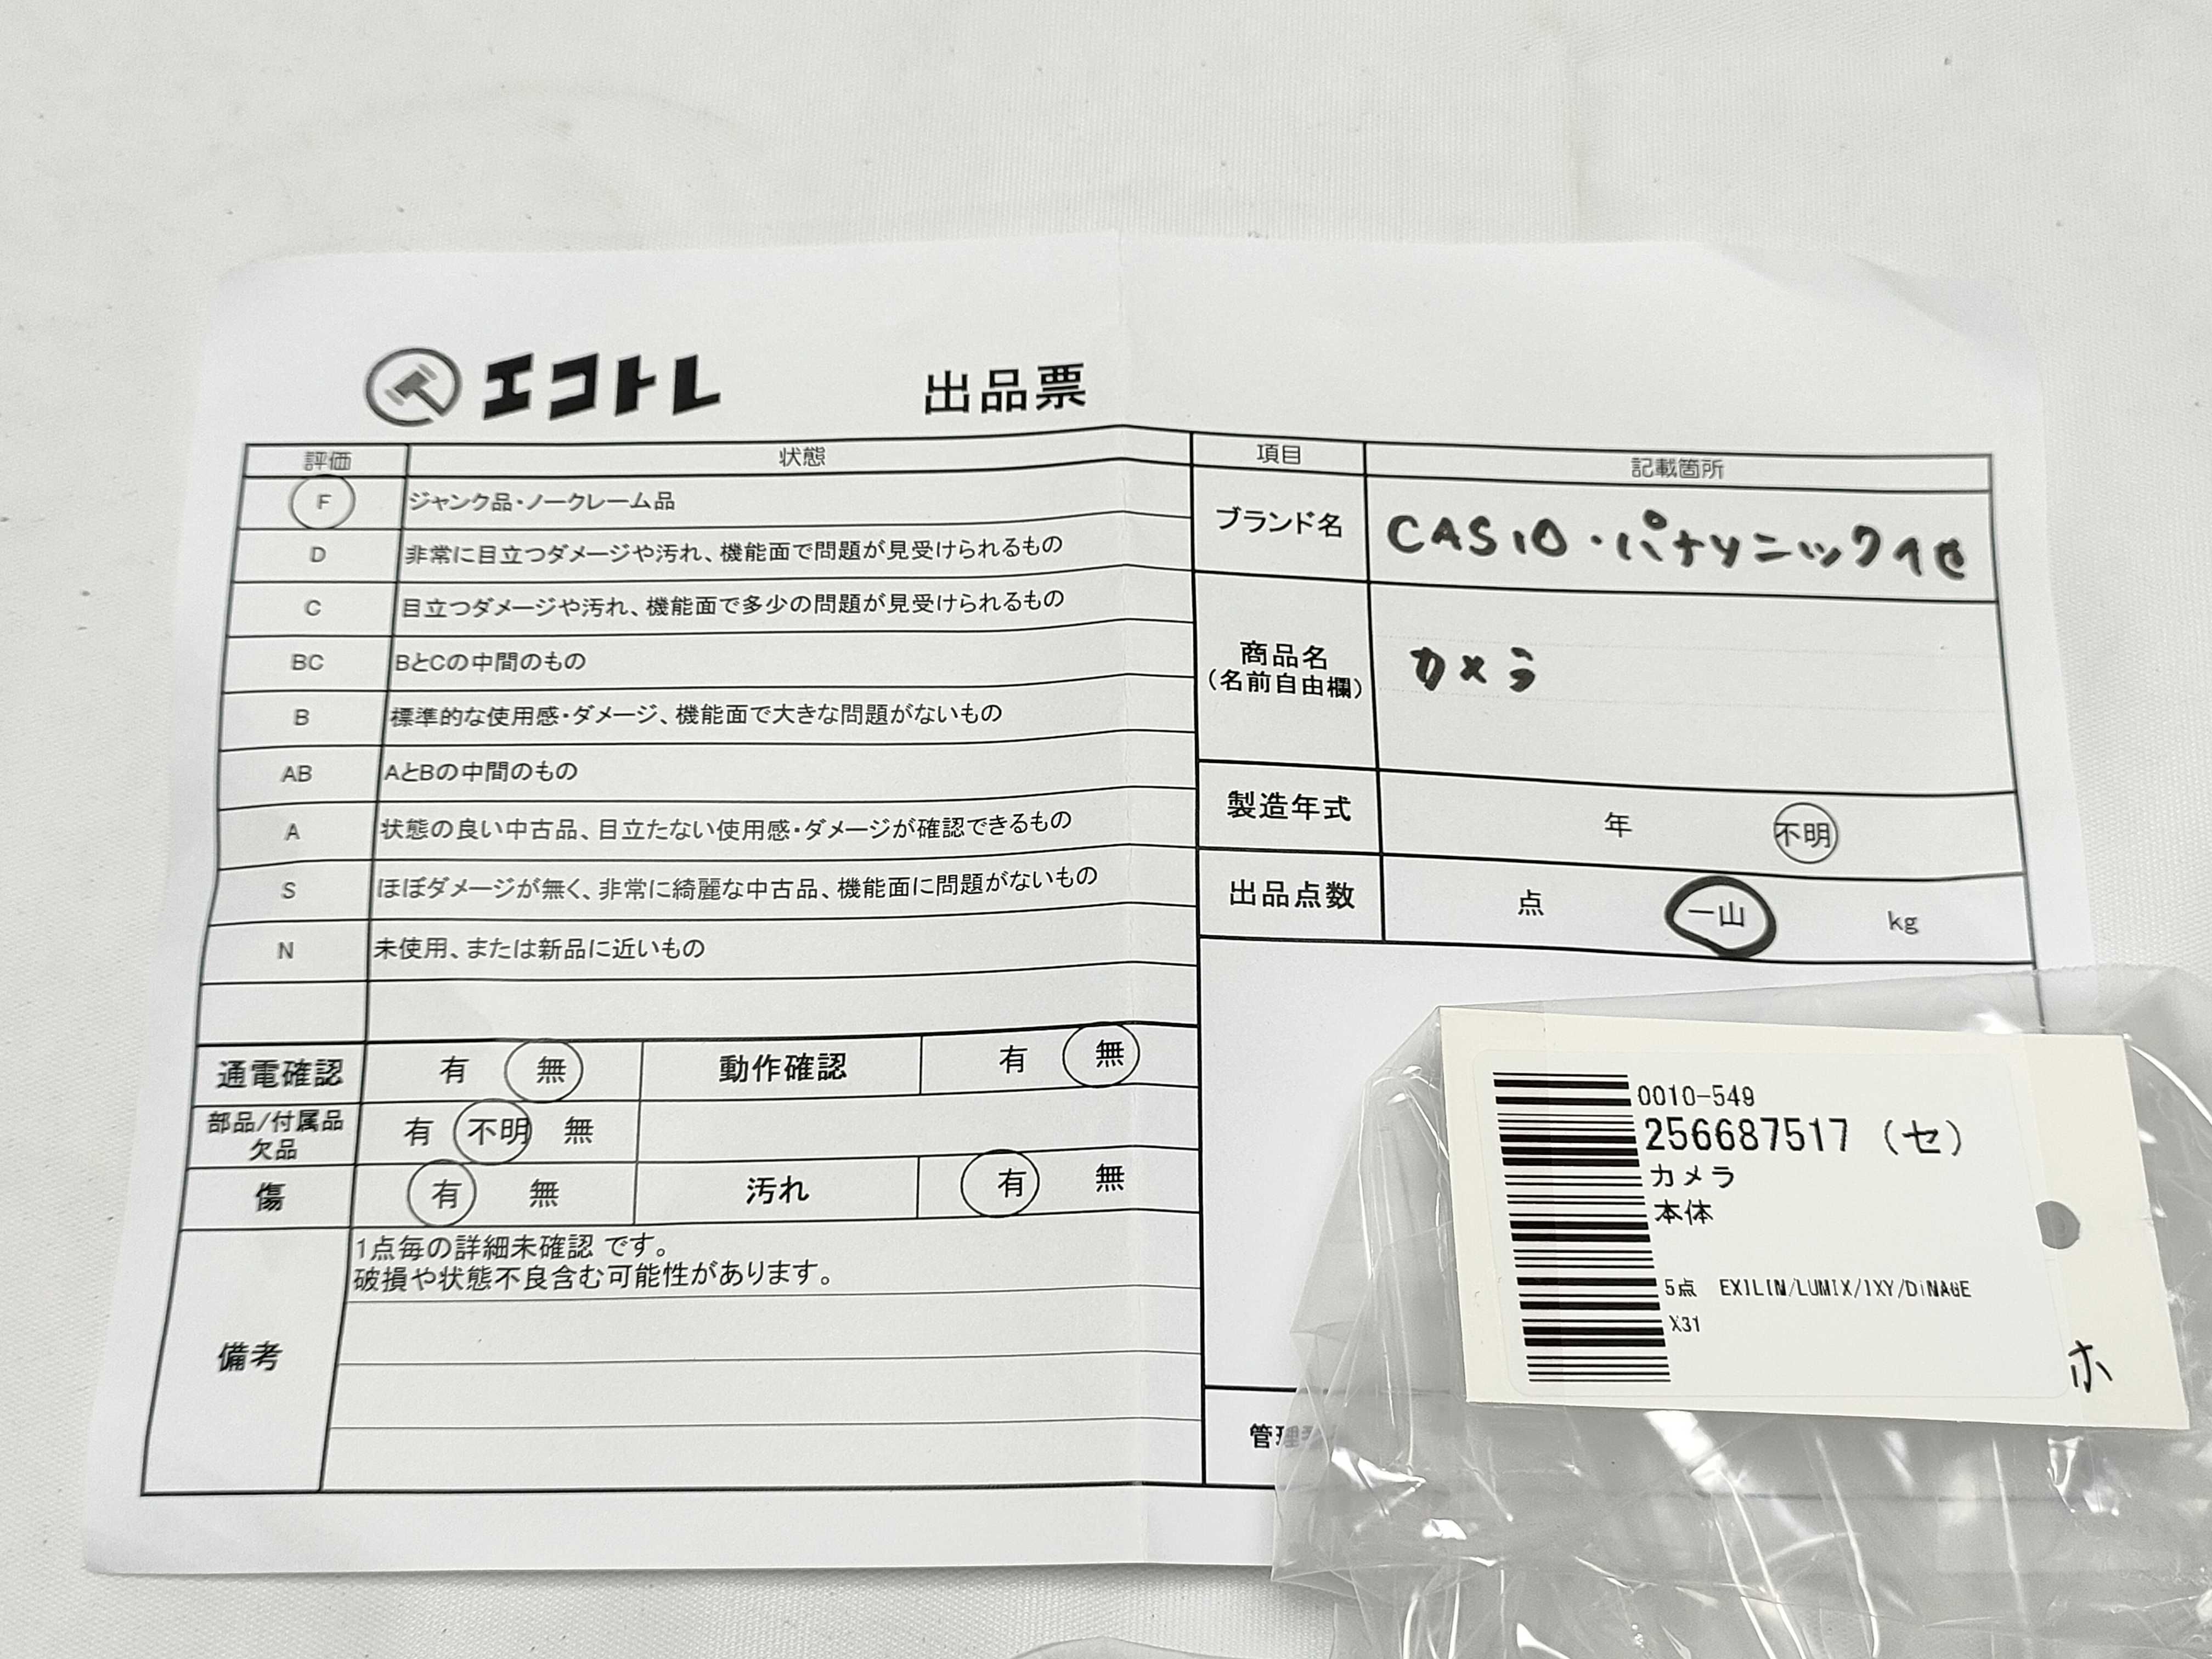 エコトレ 出品票
評価 状態
F ジャンク品・ノークレーム品
D 非常に目立つダメージや汚れ、機能面で問題が見受けられるもの
C 目立つダメージや汚れ、機能面で多少の問題が見受けられるもの
BC BとCの中間のもの
B 標準的な使用感・ダメージ、機能面で大きな問題がないもの
AB AとBの中間のもの
A 状態の良い中古品、目立たない使用感・ダメージが確認できるもの
S ほぼダメージが無く、非常に綺麗な中古品、機能面に問題がないもの
N 未使用、または新品に近いもの
通電確認 有 無 動作確認 有 無
部品/付属品 有 不明 無
欠品
傷 有 無 汚れ 有 無
備考 1点毎の詳細未確認 です。
破損や状態不良含む可能性があります。
項目 記載箇所
ブランド名 CASIO・パナソニック他
商品名 カメラ
(名前自由欄)
製造年式 年 不明
出品点数 点 一山 kg
管理
0010-549
256687517 (セ)
カメラ
本体
5点 EXILIN/LUMIX/IXY/DiNAGE
X31
ホ